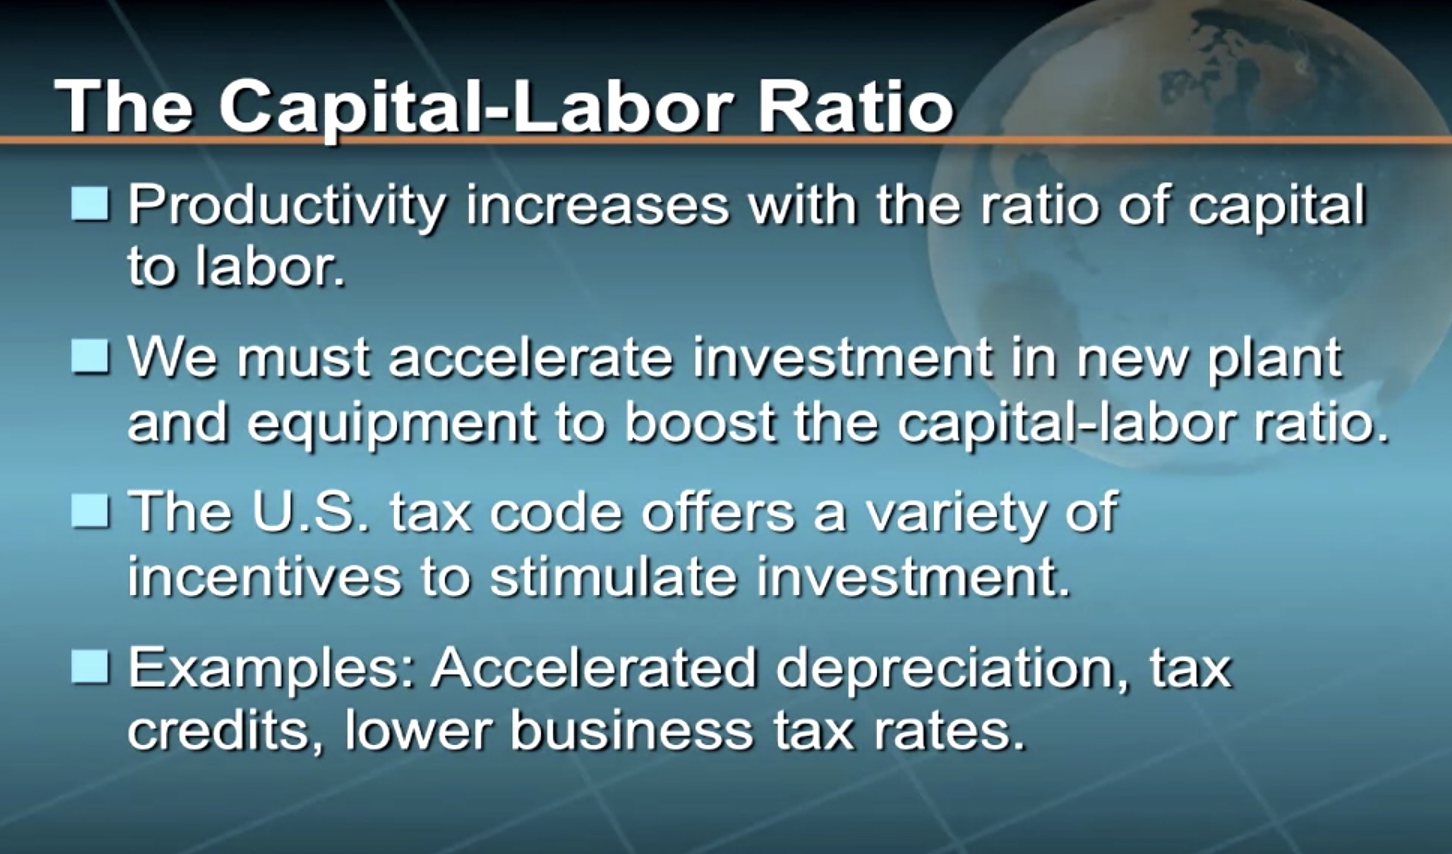 The Capital-Labor Ratio
Productivity increases with the ratio of capital
to labor.
We must accelerate investment in new plant
and equipment to boost the capital-labor ratio.
The U.S. tax code offers a variety of
incentives to stimulate investment.
Examples: Accelerated depreciation, tax
credits, lower business tax rates.